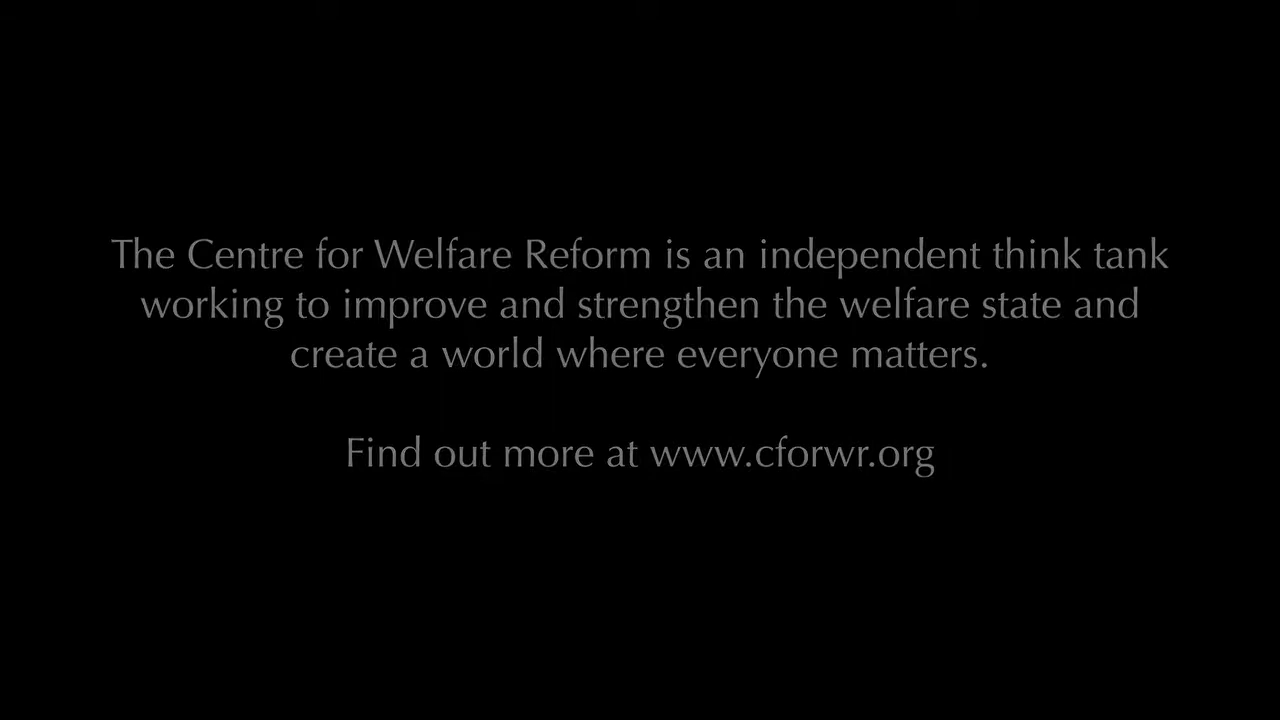 The Centre for Welfare Reform is an independent think tank
working to improve and strengthen the welfare state and
create a world where everyone matters.
Find out more at www.cforwr.org